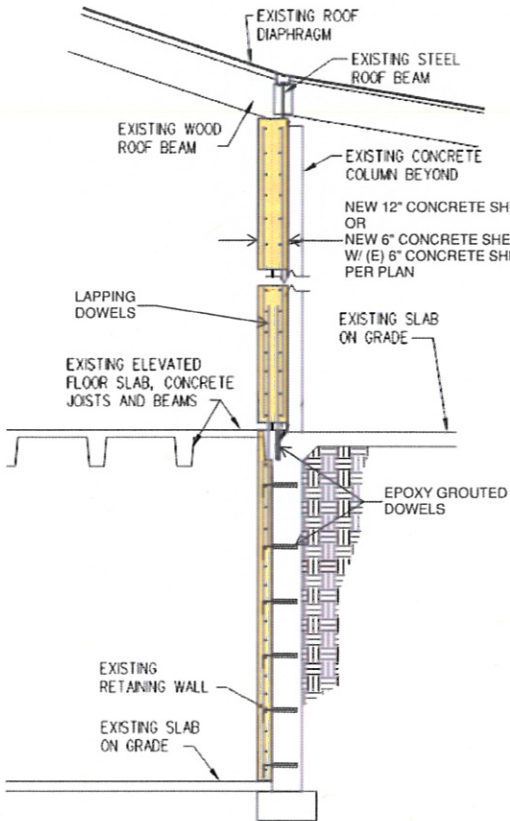 EXISTING ROOF
DIAPHRAGM
EXISTING STEEL
ROOF BEAM
EXISTING WOOD
ROOF BEAM
EXISTING CONCRETE
COLUMN BEYOND
NEW 12" CONCRETE SH
OR
NEW 6" CONCRETE SHE
W/ (E) 6" CONCRETE SHE
PER PLAN
LAPPING
DOWELS
EXISTING SLAB
ON GRADE
EXISTING ELEVATED
FLOOR SLAB, CONCRETE
JOISTS AND BEAMS
EPOXY GROUTED
DOWELS
EXISTING
RETAINING WALL
EXISTING SLAB
ON GRADE